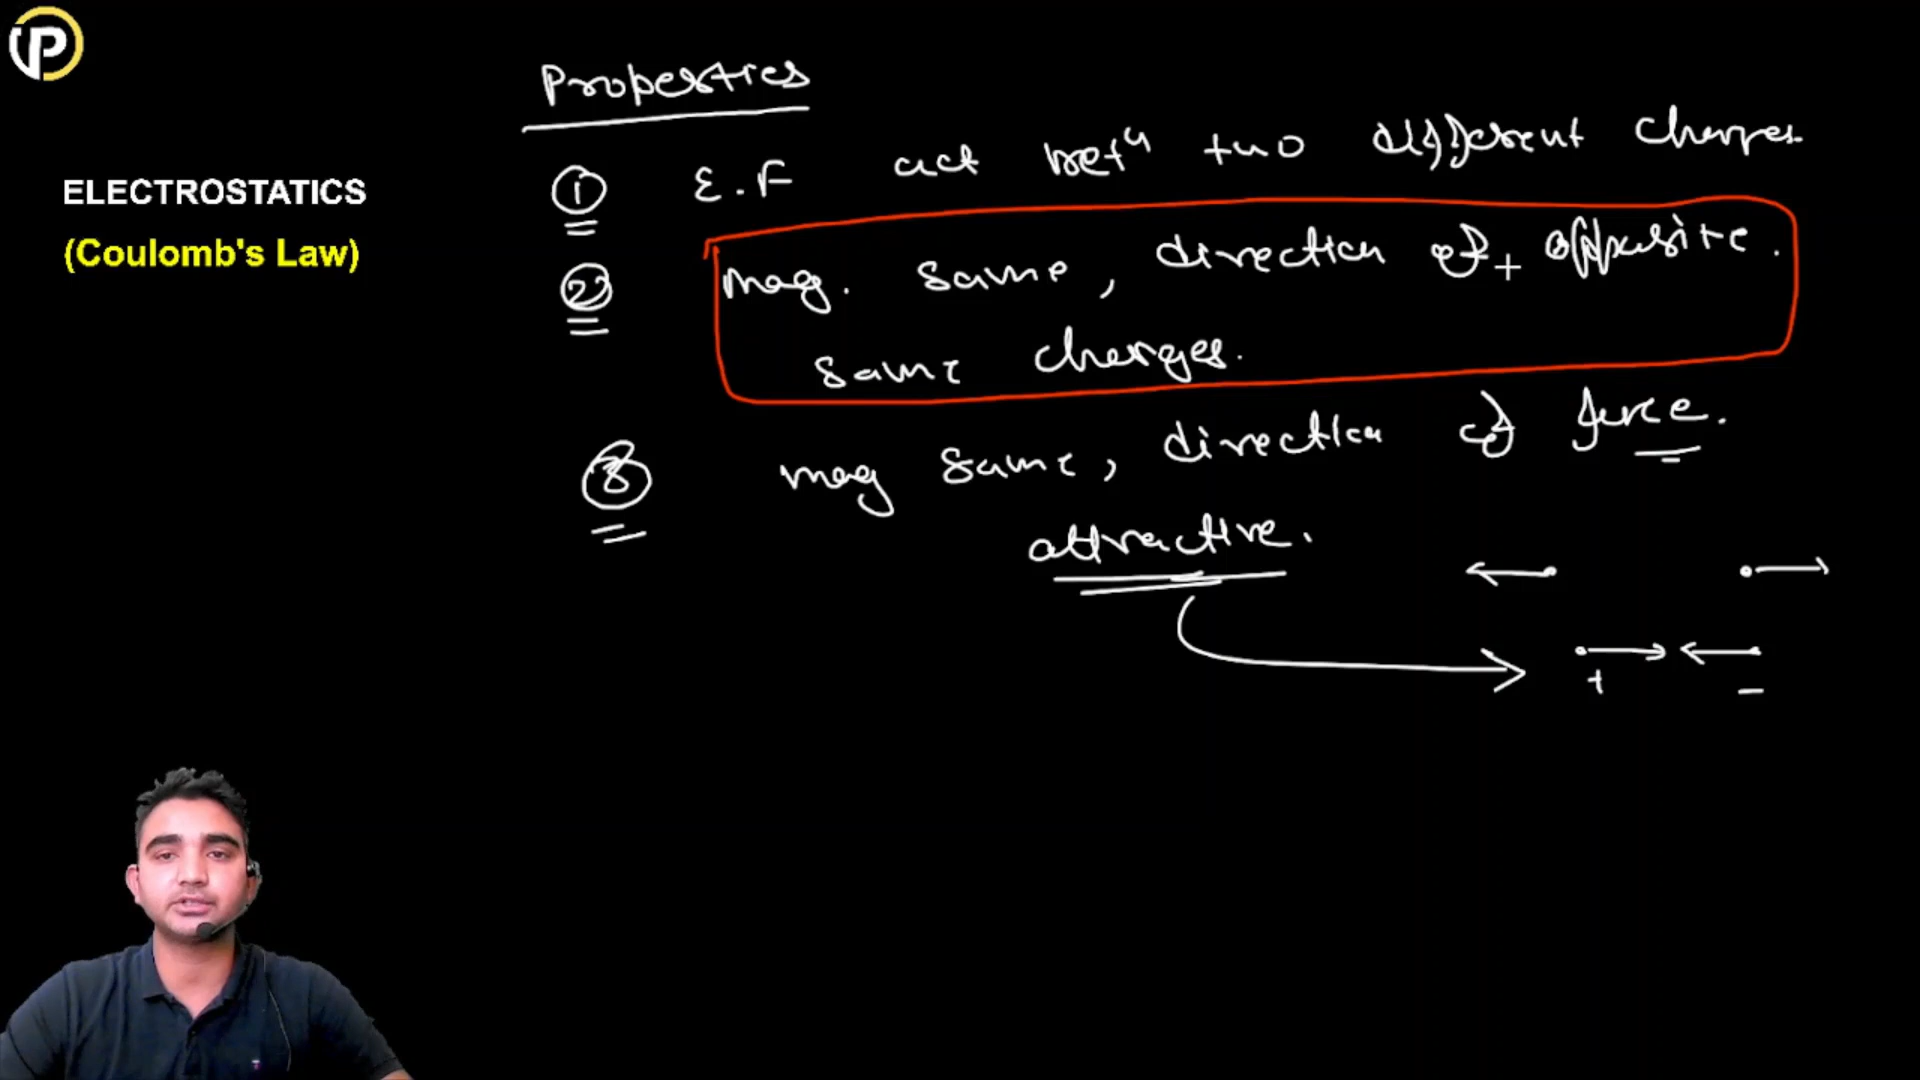 ELECTROSTATICS
(Coulomb's Law)
Properties
① E.F act betn two different charges.
② mag. same, direction of + opposite.
same charges.
③ mag same, direction of force.
attractive.
+ -